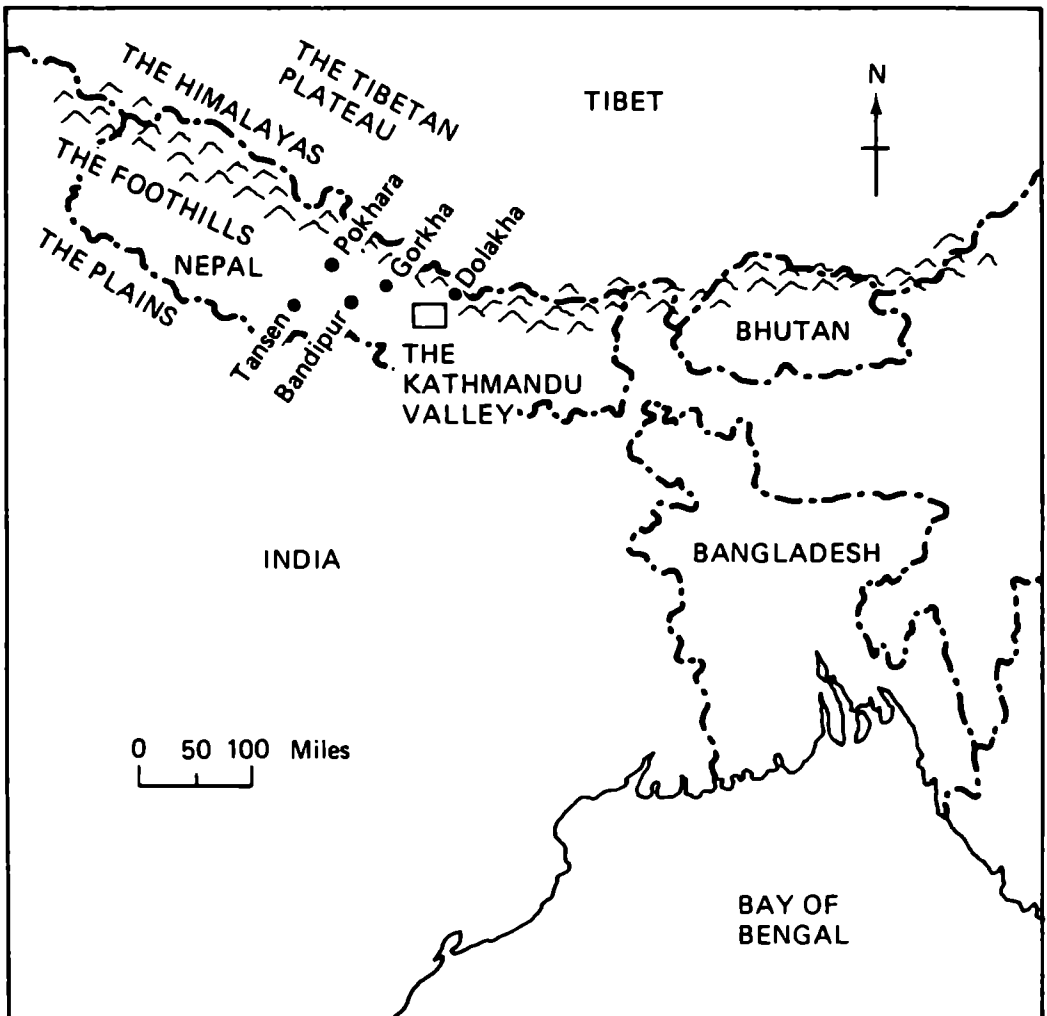 THE HIMALAYAS
THE TIBETAN
PLATEAU
TIBET
N
THE FOOTHILLS
THE PLAINS
NEPAL
Pokhara
Gorkha
Dolakha
Tansen
Bandipur
THE
KATHMANDU
VALLEY
BHUTAN
INDIA
BANGLADESH
0 50 100 Miles
BAY OF
BENGAL